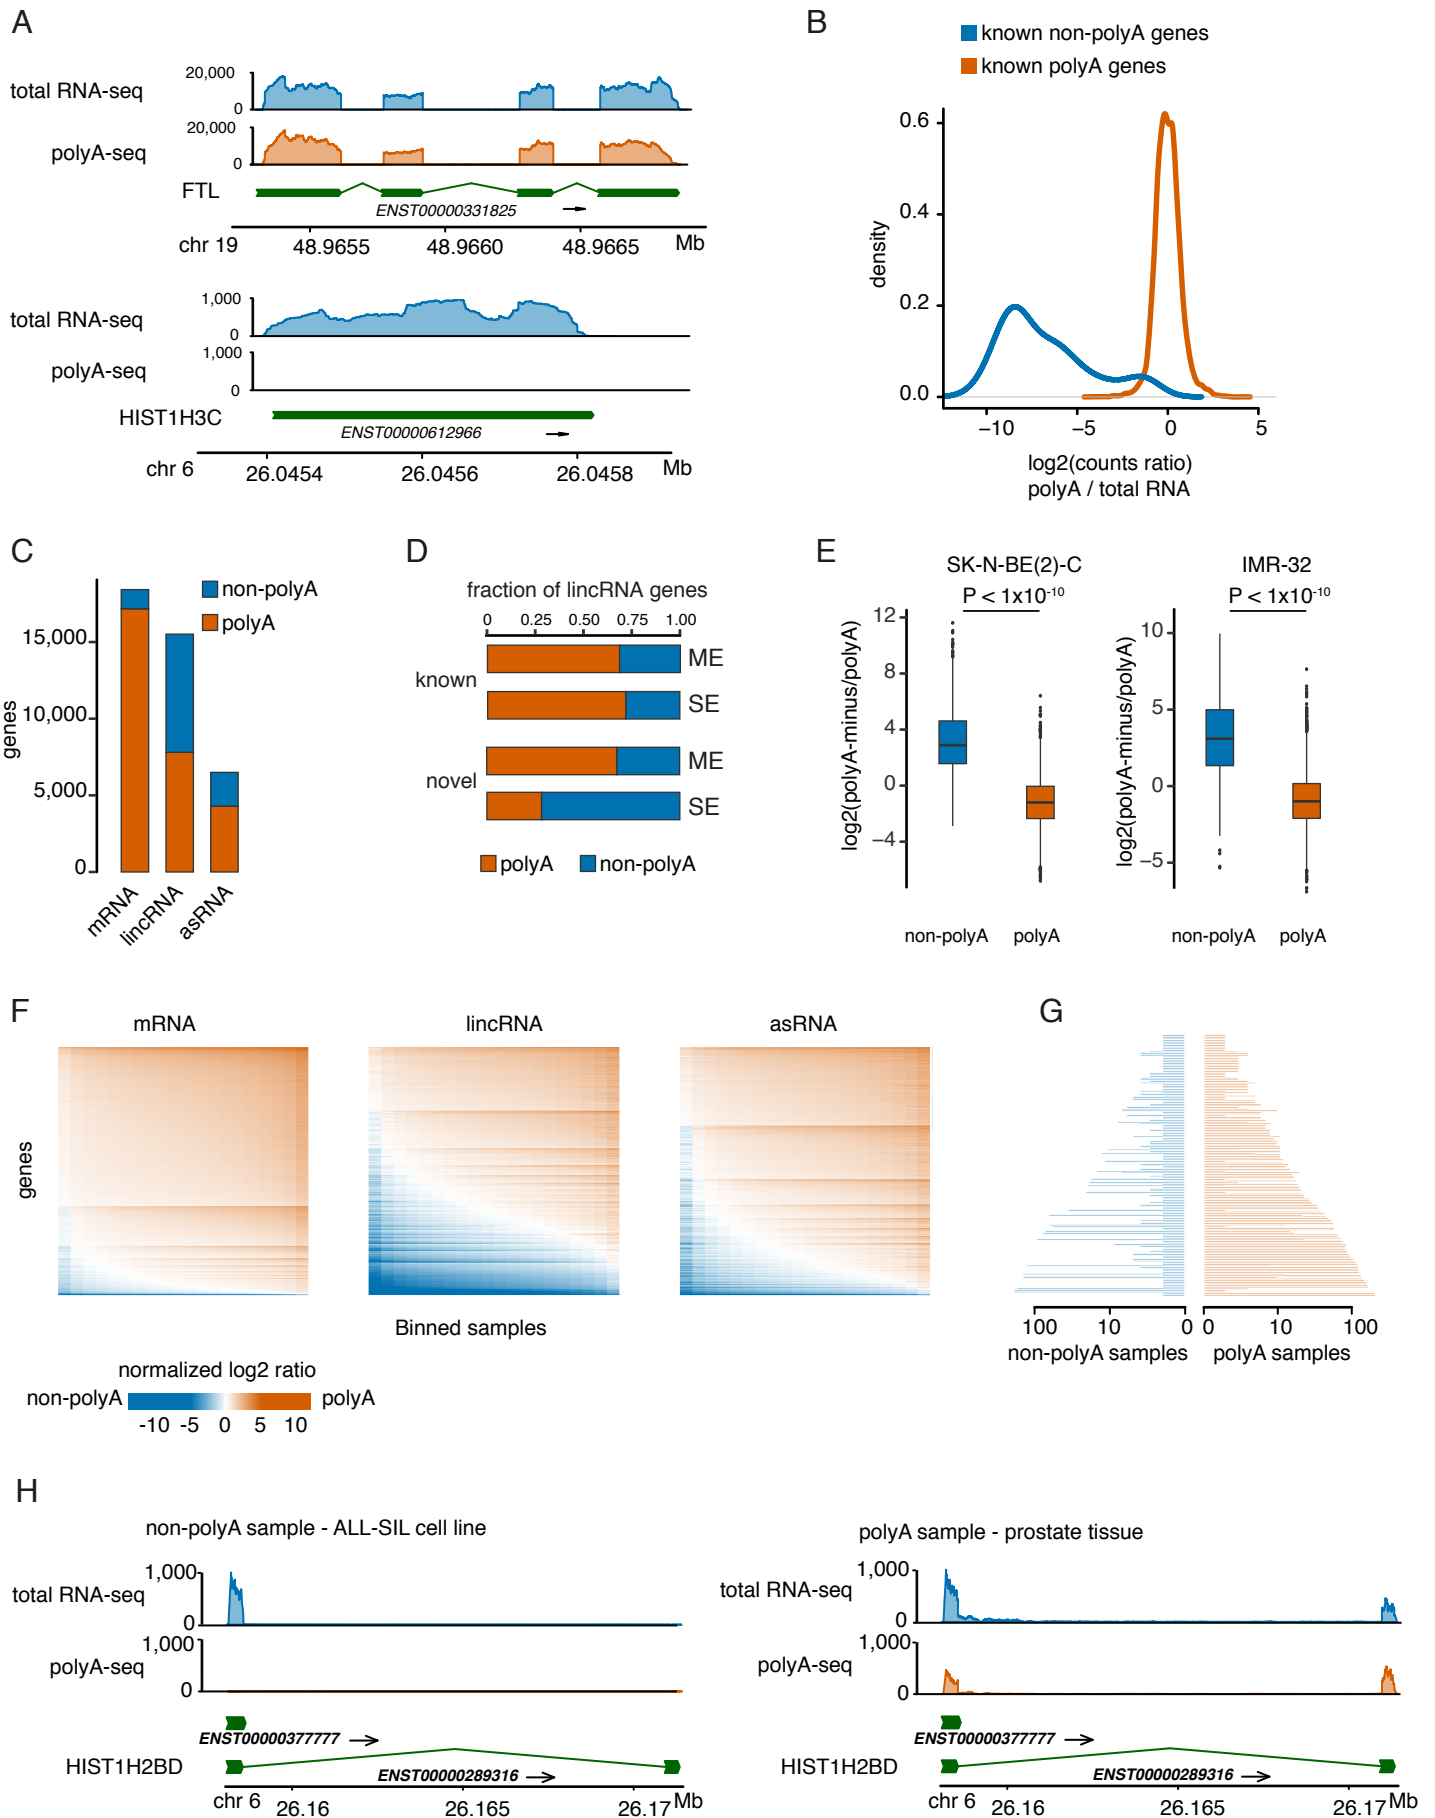 A
total RNA-seq
20,000
0
polyA-seq
20,000
0
FTL
ENST00000331825
chr 19
48.9655
48.9660
48.9665
Mb
total RNA-seq
1,000
0
polyA-seq
1,000
0
HIST1H3C
ENST00000612966
chr 6
26.0454
26.0456
26.0458
Mb
B
known non-polyA genes
known polyA genes
density
0.6
0.4
0.2
0.0
−10
−5
0
5
log2(counts ratio)
polyA / total RNA
C
non-polyA
polyA
genes
15,000
10,000
5,000
0
mRNA
lincRNA
asRNA
D
fraction of lincRNA genes
0
0.25
0.50
0.75
1.00
known
ME
SE
novel
ME
SE
polyA
non-polyA
E
SK-N-BE(2)-C
P < 1x10-10
log2(polyA-minus/polyA)
12
8
4
0
−4
non-polyA
polyA
IMR-32
P < 1x10-10
log2(polyA-minus/polyA)
10
5
0
−5
non-polyA
polyA
F
mRNA
lincRNA
asRNA
genes
Binned samples
normalized log2 ratio
non-polyA
polyA
-10
-5
0
5
10
G
100
10
0
0
10
100
non-polyA samples
polyA samples
H
non-polyA sample - ALL-SIL cell line
total RNA-seq
1,000
0
polyA-seq
1,000
0
ENST00000377777
HIST1H2BD
ENST00000289316
chr 6
26.16
26.165
26.17
Mb
polyA sample - prostate tissue
total RNA-seq
1,000
0
polyA-seq
1,000
0
ENST00000377777
HIST1H2BD
ENST00000289316
chr 6
26.16
26.165
26.17
Mb